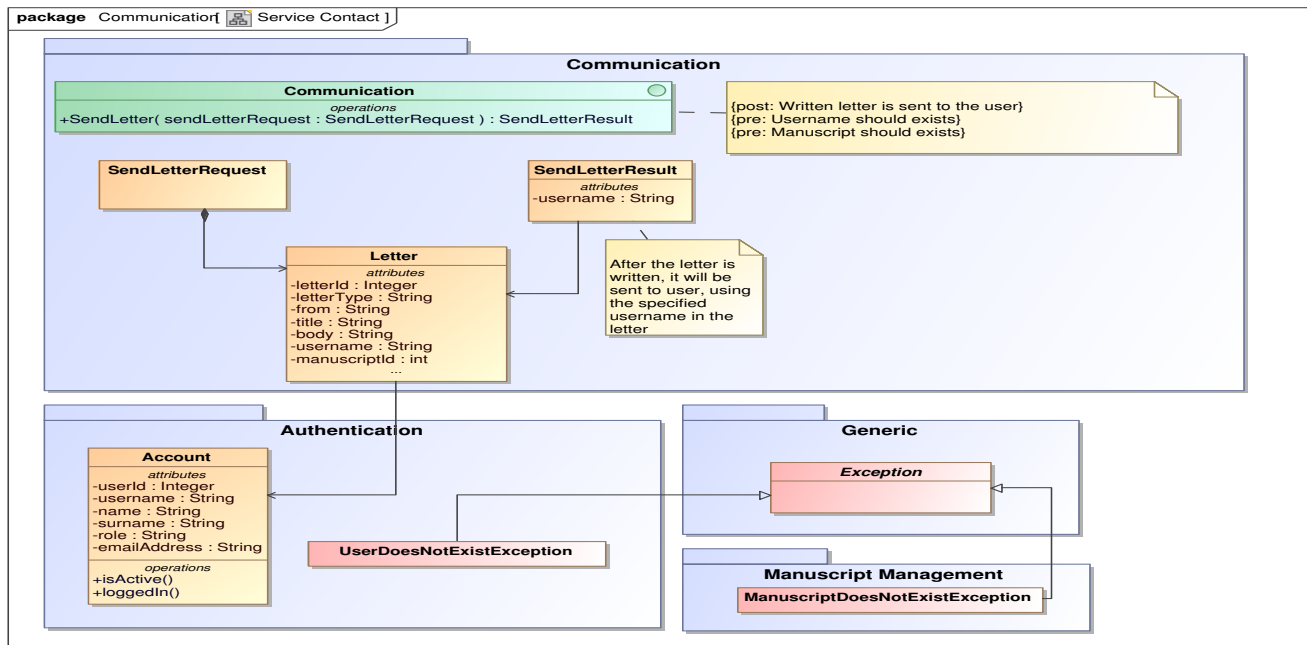 package Communication[ Service Contact ]
Communication
Communication
operations
+SendLetter( sendLetterRequest : SendLetterRequest ) : SendLetterResult
{post: Written letter is sent to the user}
{pre: Username should exists}
{pre: Manuscript should exists}
SendLetterRequest
SendLetterResult
attributes
-username : String
Letter
attributes
-letterId : Integer
-letterType : String
-from : String
-title : String
-body : String
-username : String
-manuscriptId : int
...
After the letter is
written, it will be
sent to user, using
the specified
username in the
letter
Authentication
Account
attributes
-userId : Integer
-username : String
-name : String
-surname : String
-role : String
-emailAddress : String
operations
+isActive()
+loggedIn()
UserDoesNotExistException
Generic
Exception
Manuscript Management
ManuscriptDoesNotExistException